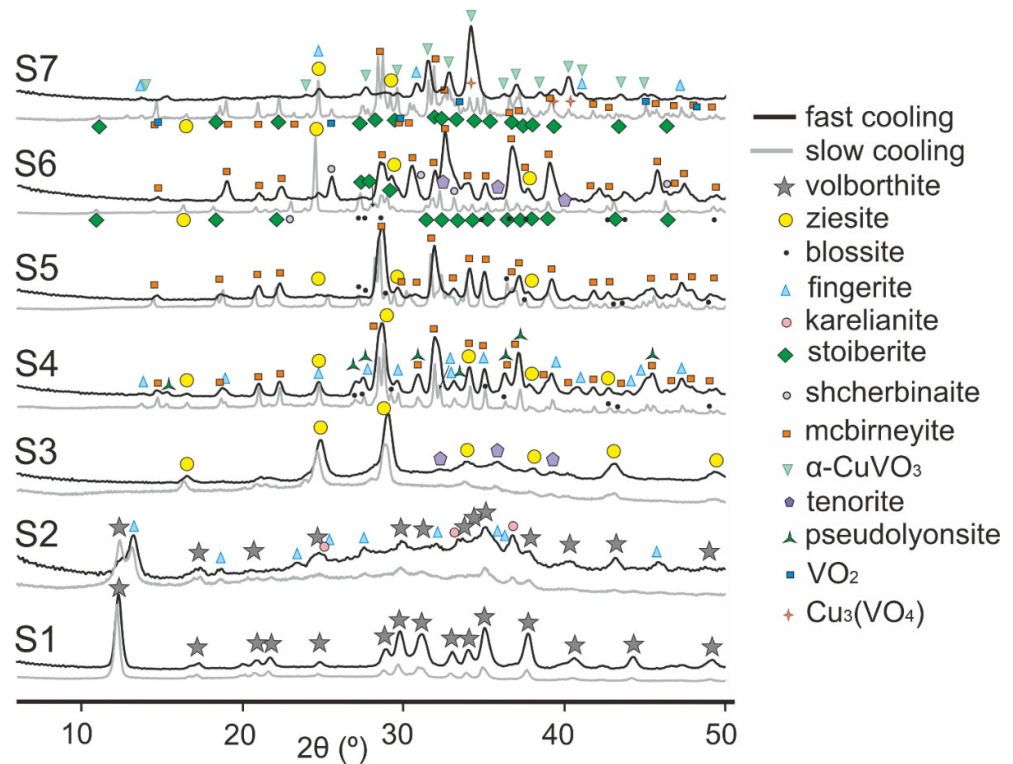 S7
S6
S5
S4
S3
S2
S1
10 20 30 40 50
2θ (º)
fast cooling
slow cooling
volborthite
ziesite
blossite
fingerite
karelianite
stoiberite
shcherbinaite
mcbirneyite
α-CuVO₃
tenorite
pseudolyonsite
VO₂
Cu₃(VO₄)